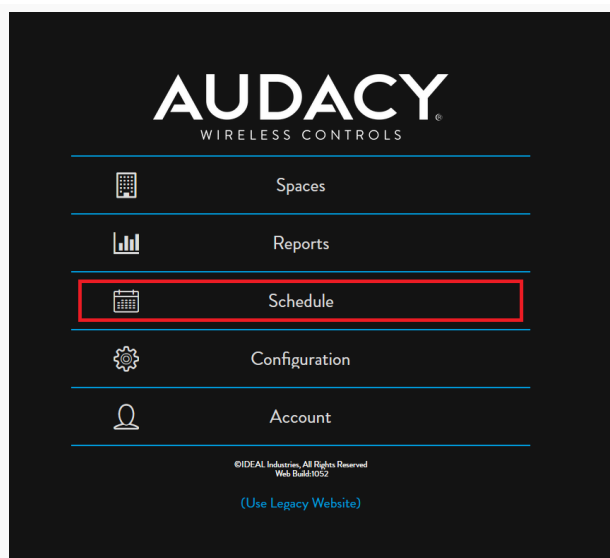 AUDACY®
WIRELESS CONTROLS
Spaces
Reports
Schedule
Configuration
Account
©IDEAL Industries, All Rights Reserved
Web Build:1052
(Use Legacy Website)